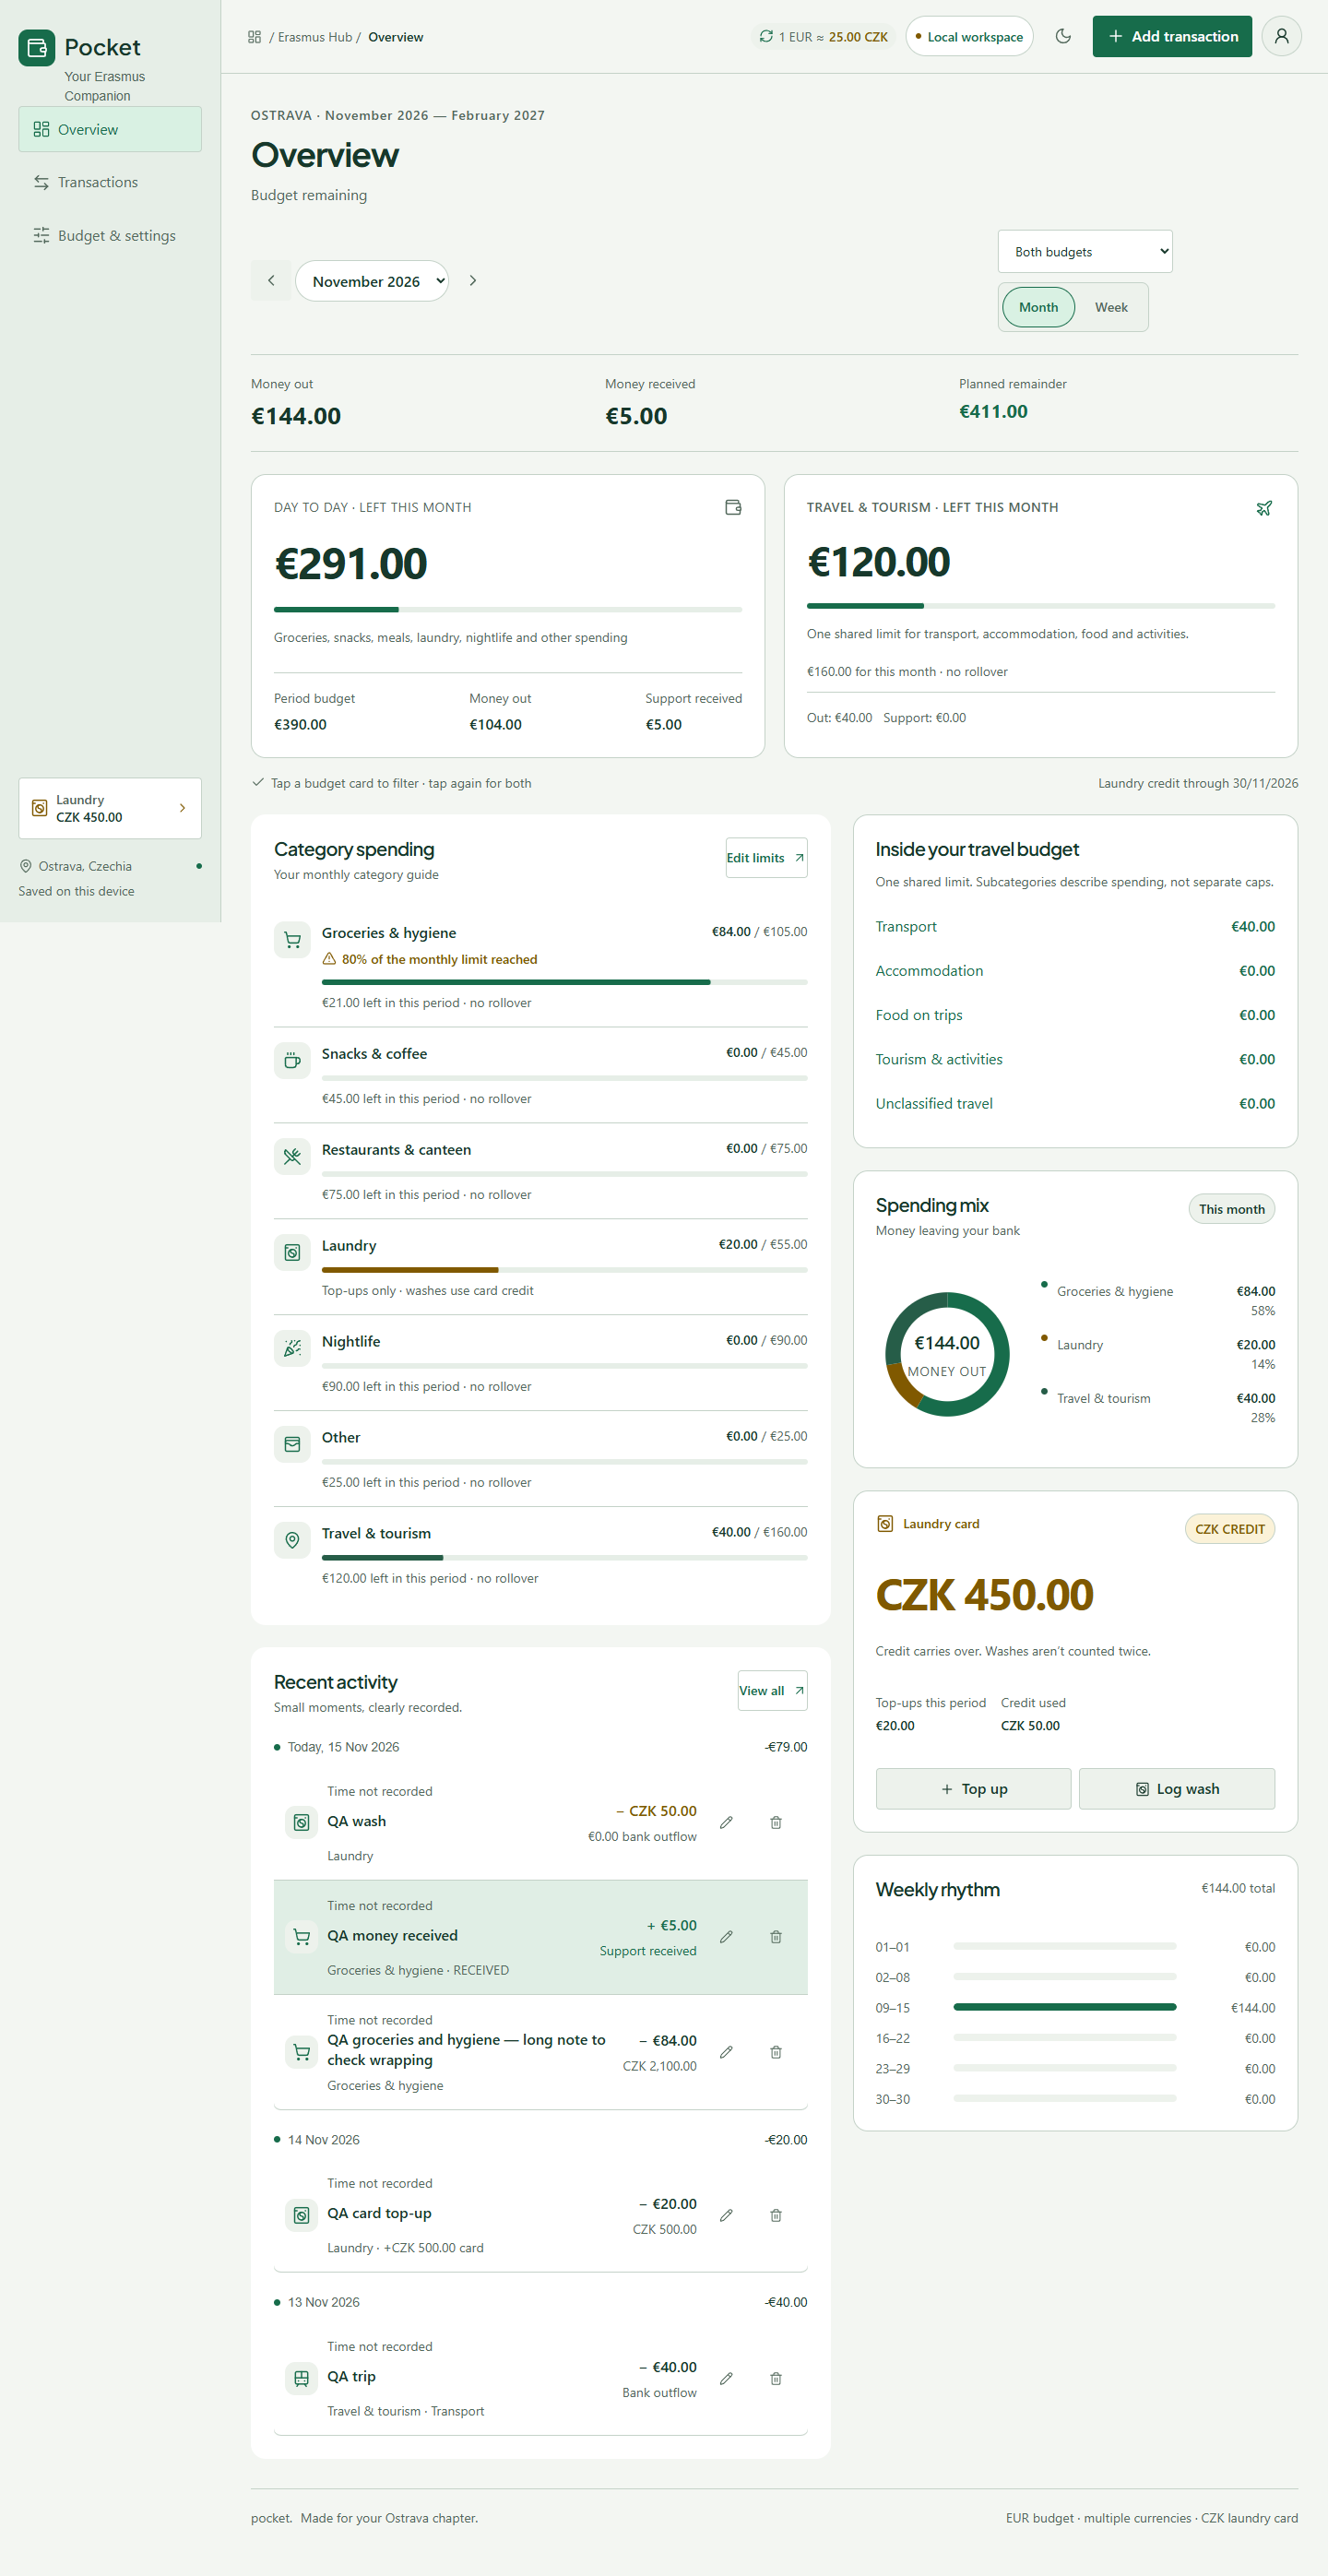 Pocket
Your Erasmus
Companion
Overview
Transactions
Budget & settings
Laundry
CZK 450.00
Ostrava, Czechia
Saved on this device
/ Erasmus Hub / Overview
1 EUR ≈ 25.00 CZK
Local workspace
Add transaction
OSTRAVA · November 2026 — February 2027
Overview
Budget remaining
November 2026
Both budgets
Month Week
Money out
€144.00
Money received
€5.00
Planned remainder
€411.00
DAY TO DAY · LEFT THIS MONTH
€291.00
Groceries, snacks, meals, laundry, nightlife and other spending
Period budget Money out Support received
€390.00 €104.00 €5.00
TRAVEL & TOURISM · LEFT THIS MONTH
€120.00
One shared limit for transport, accommodation, food and activities.
€160.00 for this month · no rollover
Out: €40.00 Support: €0.00
Tap a budget card to filter · tap again for both
Laundry credit through 30/11/2026
Category spending
Your monthly category guide
Edit limits
Groceries & hygiene €84.00 / €105.00
80% of the monthly limit reached
€21.00 left in this period · no rollover
Snacks & coffee €0.00 / €45.00
€45.00 left in this period · no rollover
Restaurants & canteen €0.00 / €75.00
€75.00 left in this period · no rollover
Laundry €20.00 / €55.00
Top-ups only · washes use card credit
Nightlife €0.00 / €90.00
€90.00 left in this period · no rollover
Other €0.00 / €25.00
€25.00 left in this period · no rollover
Travel & tourism €40.00 / €160.00
€120.00 left in this period · no rollover
Recent activity
Small moments, clearly recorded.
View all
Today, 15 Nov 2026 -€79.00
Time not recorded
QA wash
Laundry
− CZK 50.00
€0.00 bank outflow
Time not recorded
QA money received
Groceries & hygiene · RECEIVED
+ €5.00
Support received
Time not recorded
QA groceries and hygiene — long note to
check wrapping
Groceries & hygiene
− €84.00
CZK 2,100.00
14 Nov 2026 -€20.00
Time not recorded
QA card top-up
Laundry · +CZK 500.00 card
− €20.00
CZK 500.00
13 Nov 2026 -€40.00
Time not recorded
QA trip
Travel & tourism · Transport
− €40.00
Bank outflow
Inside your travel budget
One shared limit. Subcategories describe spending, not separate caps.
Transport €40.00
Accommodation €0.00
Food on trips €0.00
Tourism & activities €0.00
Unclassified travel €0.00
Spending mix
Money leaving your bank
This month
€144.00
MONEY OUT
Groceries & hygiene €84.00
58%
Laundry €20.00
14%
Travel & tourism €40.00
28%
Laundry card
CZK CREDIT
CZK 450.00
Credit carries over. Washes aren't counted twice.
Top-ups this period Credit used
€20.00 CZK 50.00
Top up
Log wash
Weekly rhythm €144.00 total
01–01 €0.00
02–08 €0.00
09–15 €144.00
16–22 €0.00
23–29 €0.00
30–30 €0.00
pocket. Made for your Ostrava chapter.
EUR budget · multiple currencies · CZK laundry card